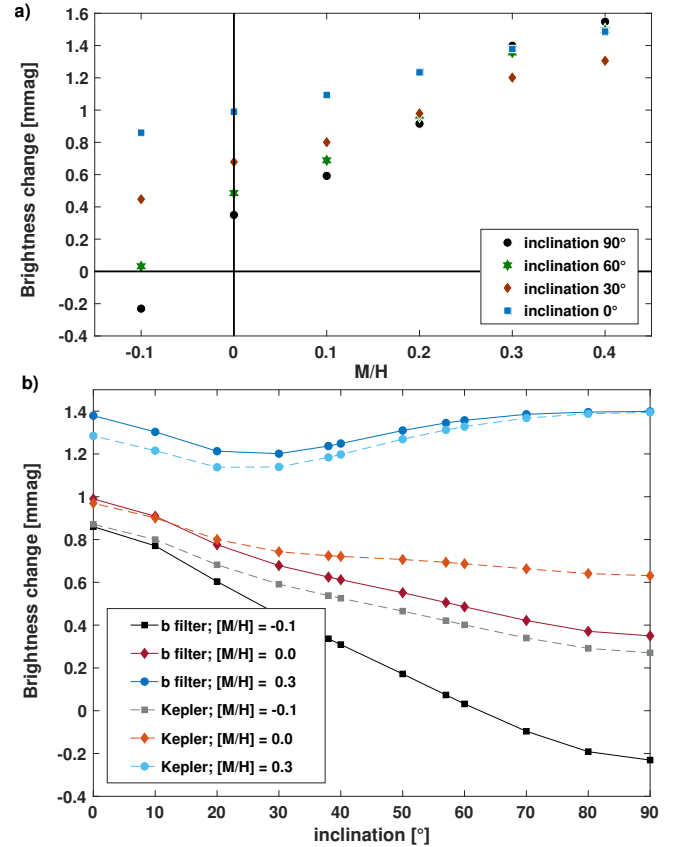 a)
1.6
1.4
1.2
1
0.8
0.6
0.4
0.2
0
-0.2
-0.4
Brightness change [mmag]
inclination 90°
inclination 60°
inclination 30°
inclination 0°
-0.1 0 0.1 0.2 0.3 0.4
M/H
b)
1.4
1.2
1
0.8
0.6
0.4
0.2
0
-0.2
-0.4
Brightness change [mmag]
b filter; [M/H] = -0.1
b filter; [M/H] = 0.0
b filter; [M/H] = 0.3
Kepler; [M/H] = -0.1
Kepler; [M/H] = 0.0
Kepler; [M/H] = 0.3
0 10 20 30 40 50 60 70 80 90
inclination [°]